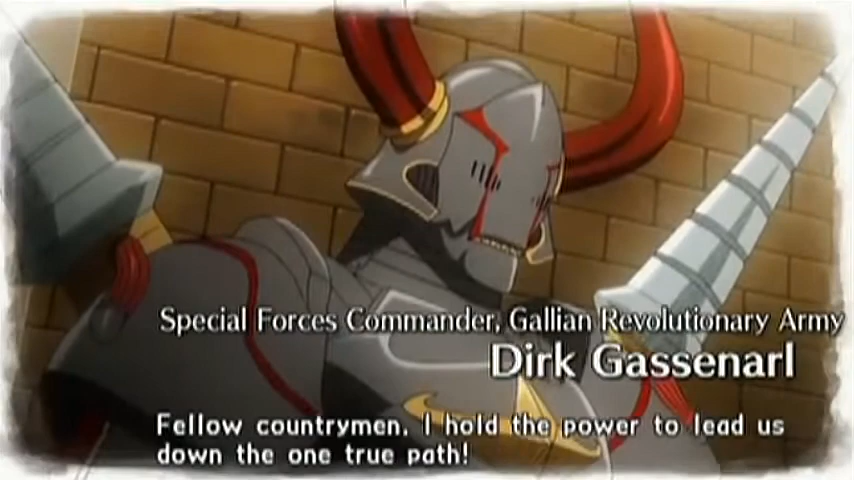 Special Forces Commander, Gallian Revolutionary Army
Dirk Gassenarl
Fellow countrymen. I hold the power to lead us
down the one true path!